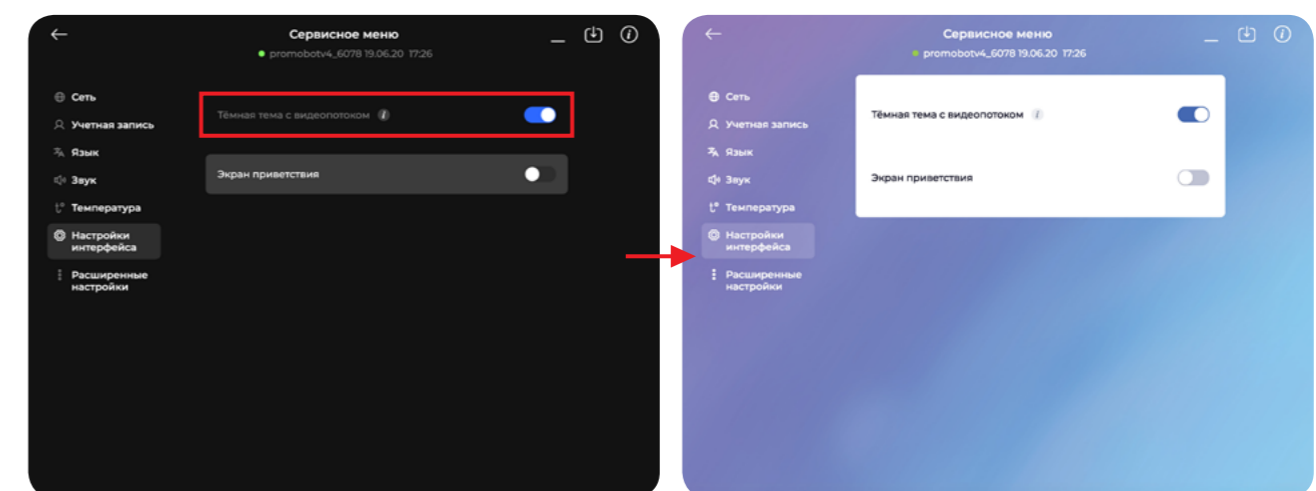 Сервисное меню
promobotv4_6078 19.06.20 17:26
Сеть
Учетная запись
Язык
Звук
Температура
Настройки
интерфейса
Расширенные
настройки
Тёмная тема с видеопотоком i
Экран приветствия
Сервисное меню
promobotv4_6078 19.06.20 17:26
Сеть
Учетная запись
Язык
Звук
Температура
Настройки
интерфейса
Расширенные
настройки
Тёмная тема с видеопотоком i
Экран приветствия